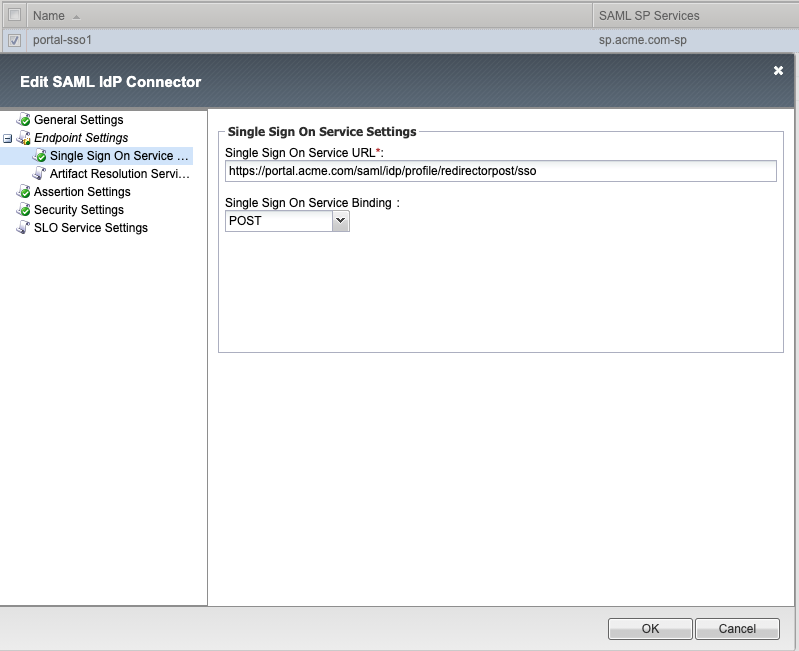 Name SAML SP Services
portal-sso1 sp.acme.com-sp
Edit SAML IdP Connector
General Settings
Endpoint Settings
Single Sign On Service ...
Artifact Resolution Servi...
Assertion Settings
Security Settings
SLO Service Settings
Single Sign On Service Settings
Single Sign On Service URL*:
https://portal.acme.com/saml/idp/profile/redirectorpost/sso
Single Sign On Service Binding :
POST
OK Cancel